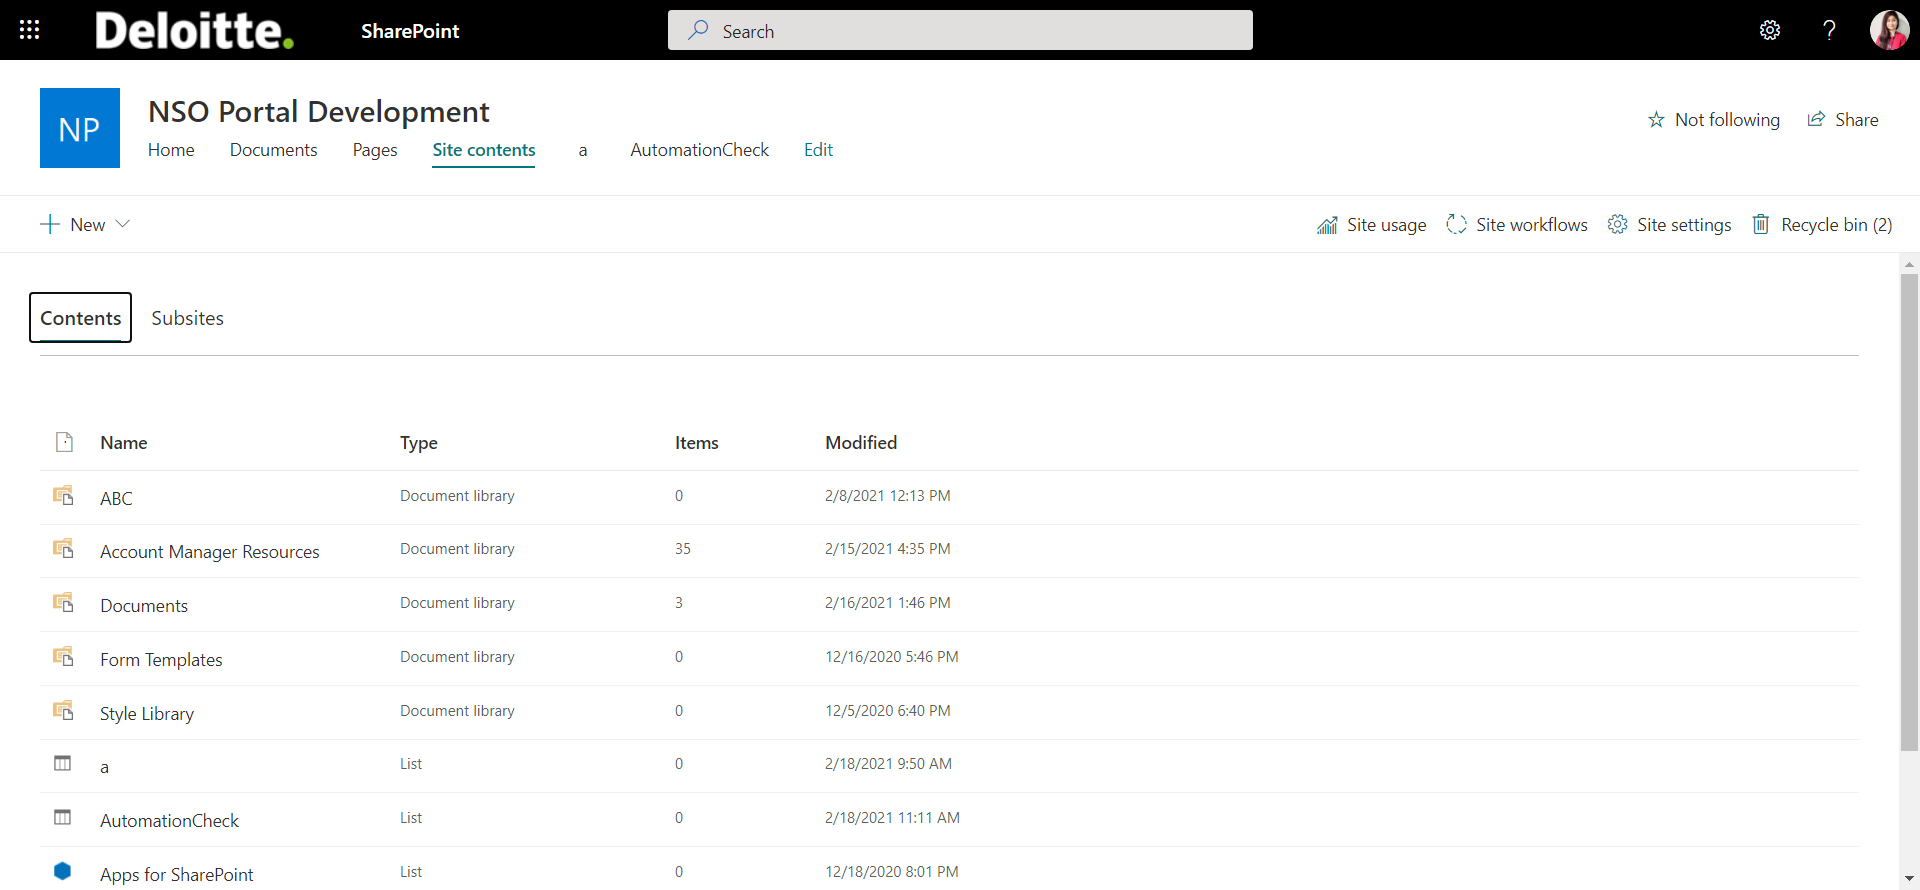 Deloitte. SharePoint Search ?
NP NSO Portal Development
Not following Share
Home Documents Pages Site contents a AutomationCheck Edit
New Site usage Site workflows Site settings Recycle bin (2)
Contents Subsites
Name Type Items Modified
ABC Document library 0 2/8/2021 12:13 PM
Account Manager Resources Document library 35 2/15/2021 4:35 PM
Documents Document library 3 2/16/2021 1:46 PM
Form Templates Document library 0 12/16/2020 5:46 PM
Style Library Document library 0 12/5/2020 6:40 PM
a List 0 2/18/2021 9:50 AM
AutomationCheck List 0 2/18/2021 11:11 AM
Apps for SharePoint List 0 12/18/2020 8:01 PM